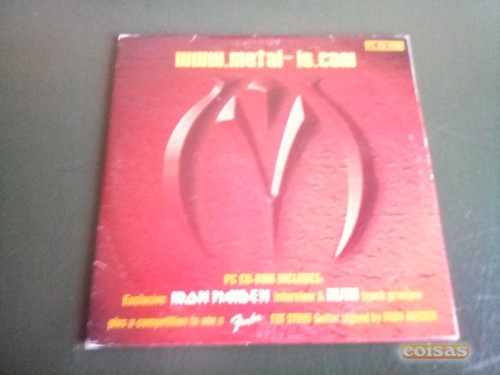 www.metal-is.com
PC CD-ROM INCLUDES:
Exclusive IRON MAIDEN interview & track preview
plus a competition to win a Fender FAT STRAT Guitar signed by IRON MAIDEN
coisas